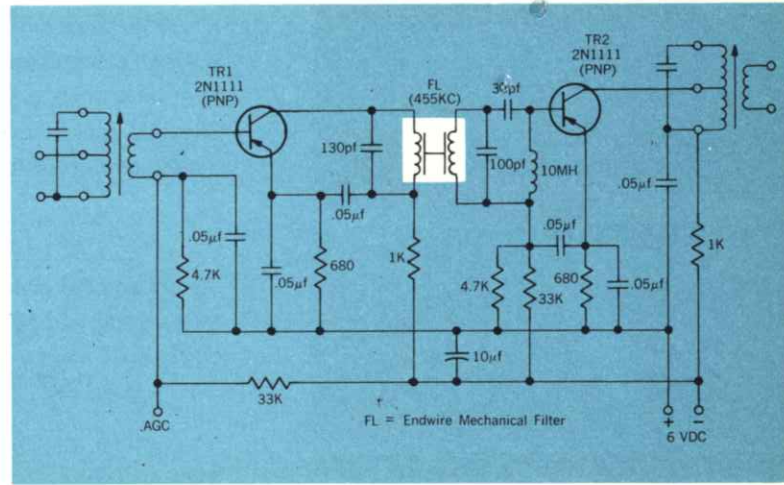 TR1
2N1111
(PNP)
TR2
2N1111
(PNP)
FL
(455KC)
130pf
100pf
10MH
.05µf
.05µf
.05µf
.05µf
.05µf
.05µf
4.7K
680
1K
4.7K
33K
680
1K
10µf
33K
AGC
FL = Endwire Mechanical Filter
+ −
6 VDC